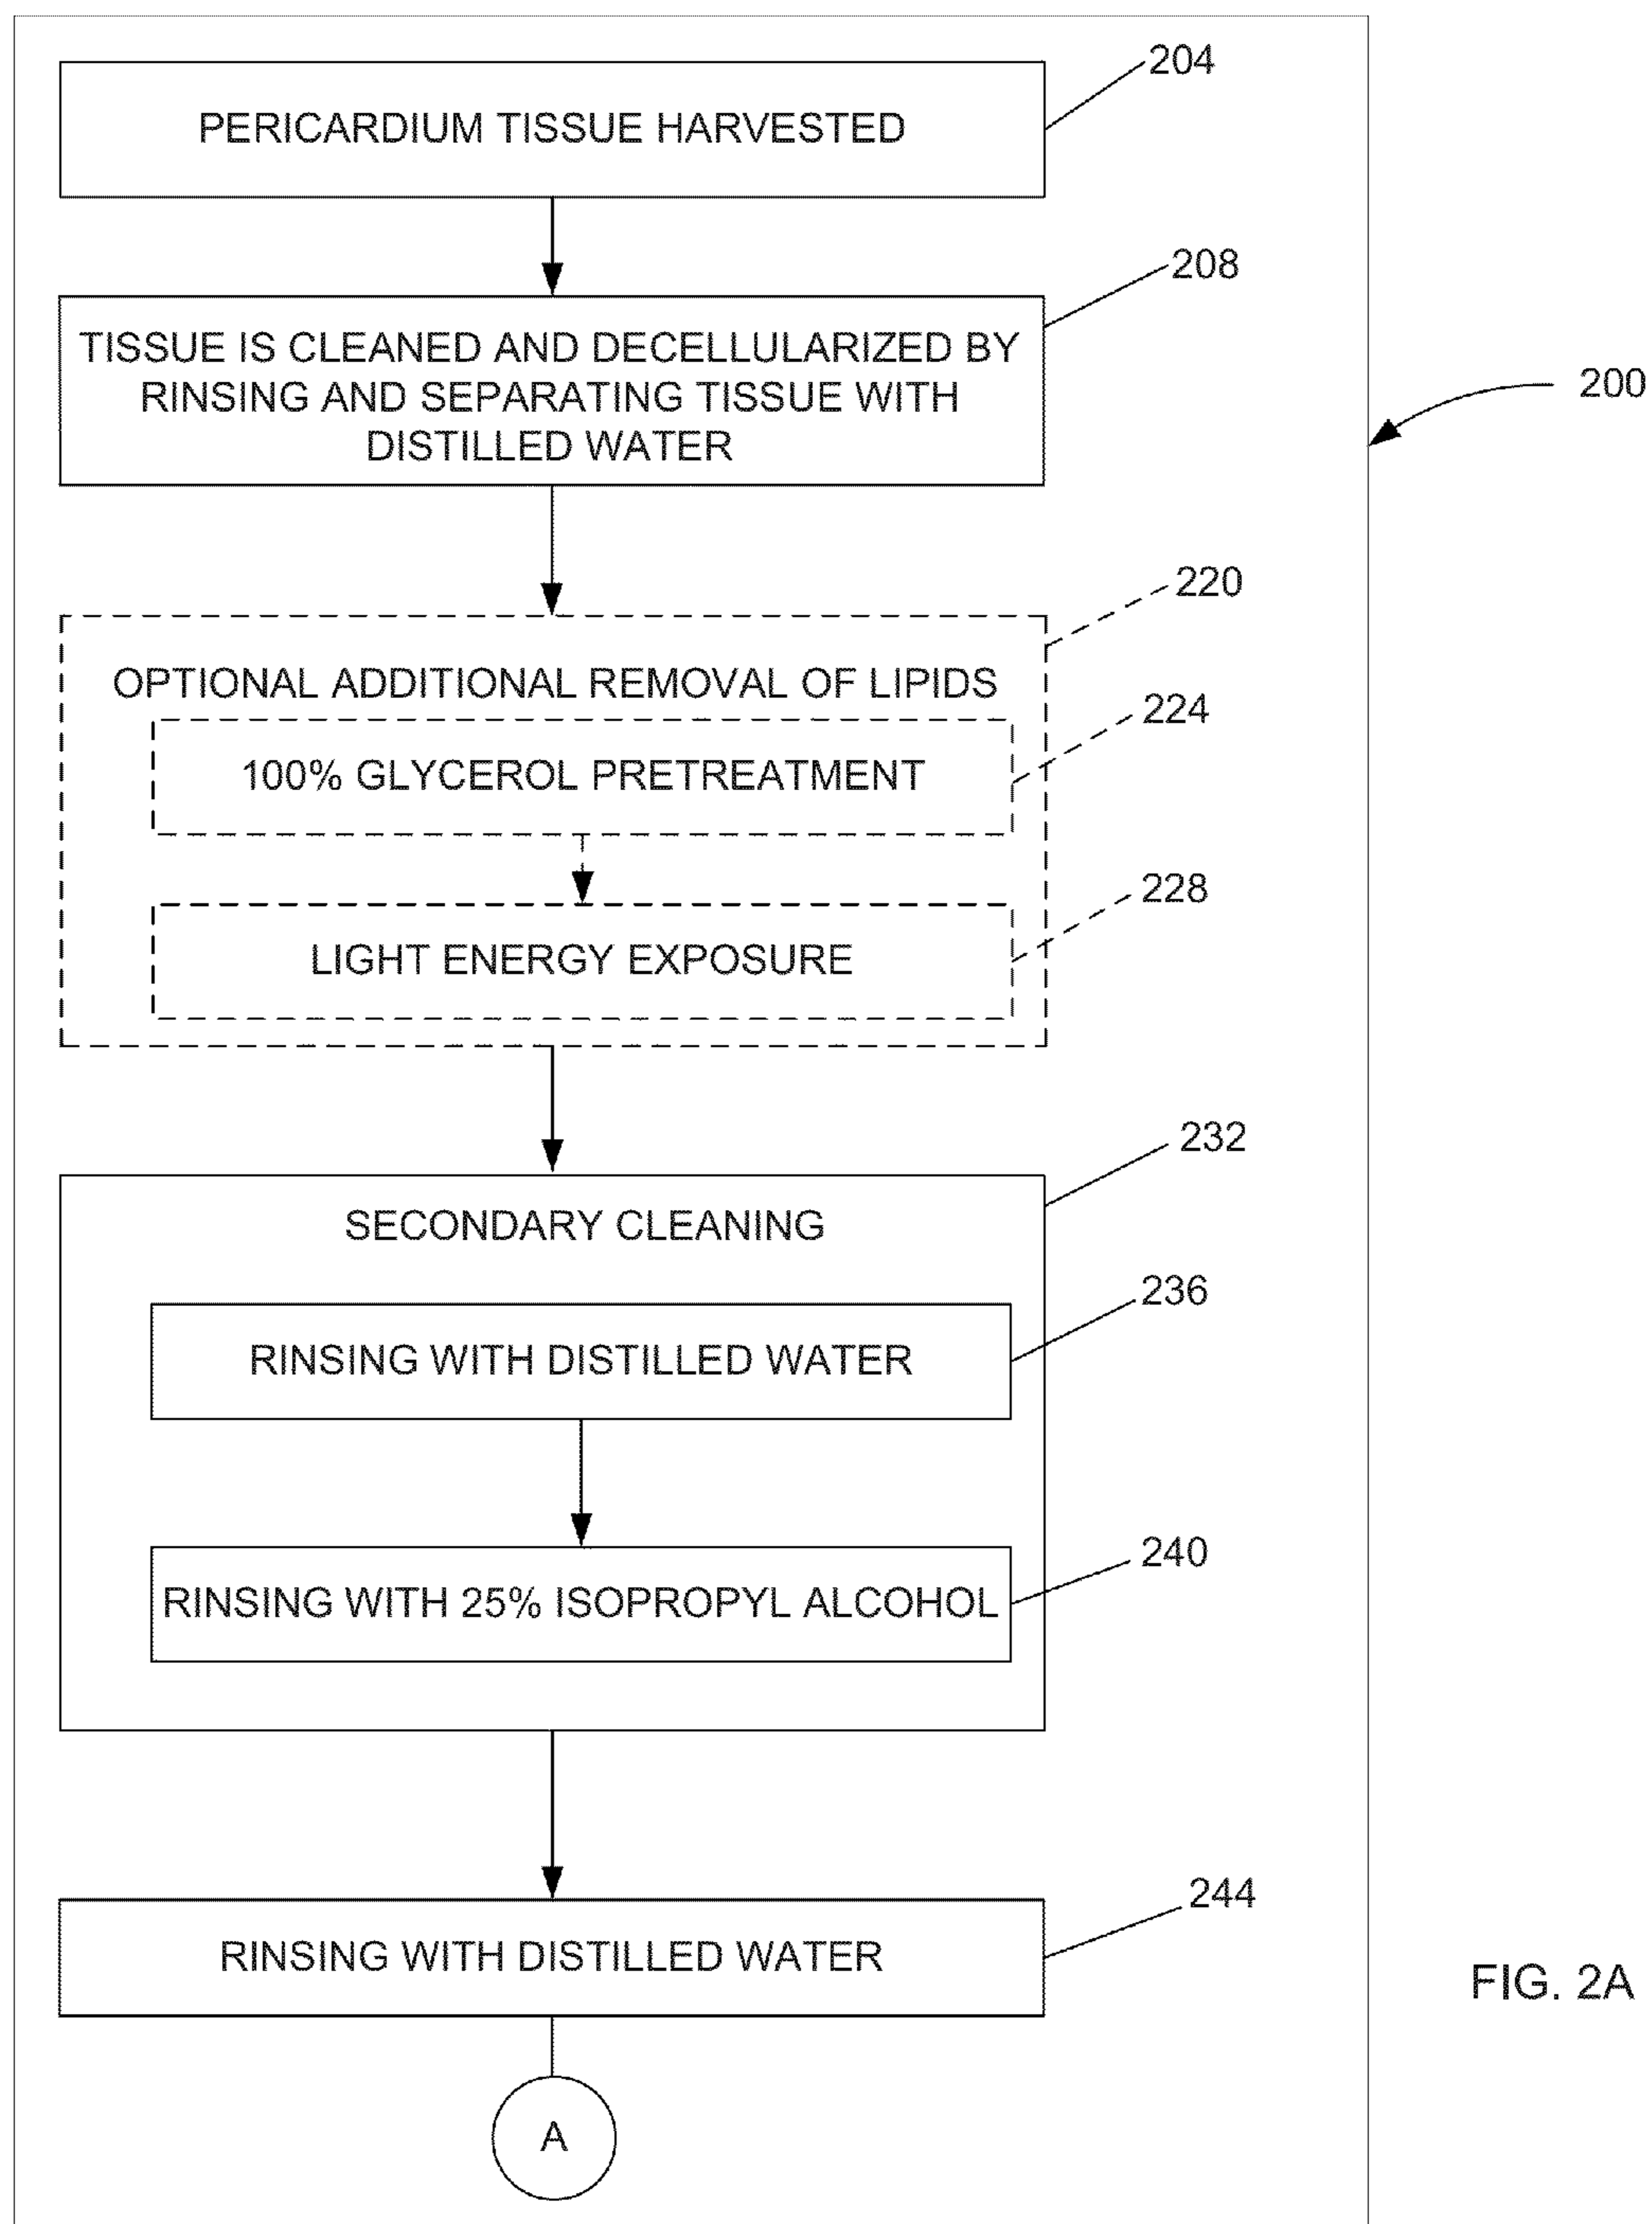 204
PERICARDIUM TISSUE HARVESTED
208
TISSUE IS CLEANED AND DECELLULARIZED BY
RINSING AND SEPARATING TISSUE WITH
DISTILLED WATER
200
220
OPTIONAL ADDITIONAL REMOVAL OF LIPIDS
224
100% GLYCEROL PRETREATMENT
228
LIGHT ENERGY EXPOSURE
232
SECONDARY CLEANING
236
RINSING WITH DISTILLED WATER
240
RINSING WITH 25% ISOPROPYL ALCOHOL
244
RINSING WITH DISTILLED WATER
FIG. 2A
A